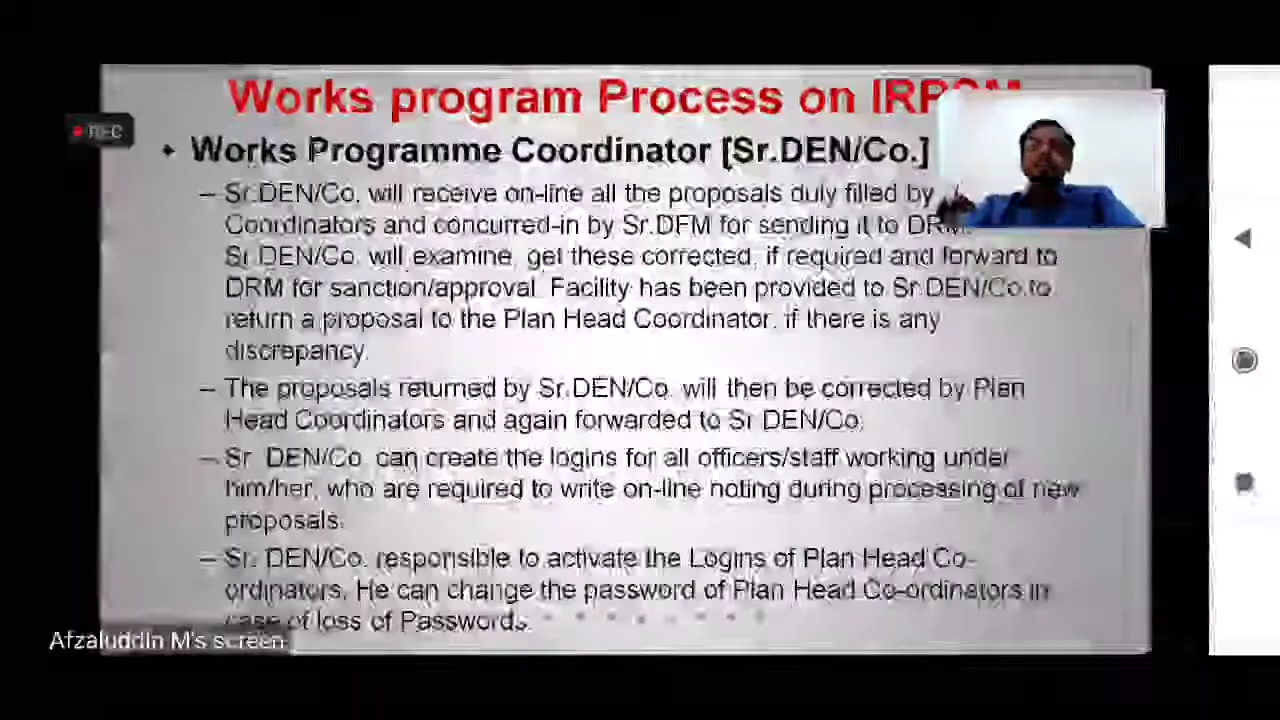 Works program Process on
REC
• Works Programme Coordinator [Sr.DEN/Co.]
– Sr.DEN/Co. will receive on-line all the proposals duly filled by
Coordinators and concurred-in by Sr.DFM for sending it to
Sr.DEN/Co. will examine, get these corrected, if required and forward to
DRM for sanction/approval. Facility has been provided to Sr.DEN/Co.to
return a proposal to the Plan Head Coordinator, if there is any
discrepancy.
– The proposals returned by Sr.DEN/Co. will then be corrected by Plan
Head Coordinators and again forwarded to Sr DEN/Co.
– Sr. DEN/Co. can create the logins for all officers/staff working under
him/her, who are required to write on-line noting during processing of new
proposals.
– Sr. DEN/Co. responsible to activate the Logins of Plan Head Co-
ordinators. He can change the password of Plan Head Co-ordinators in
case of loss of Passwords.
Afzaluddin M's screen